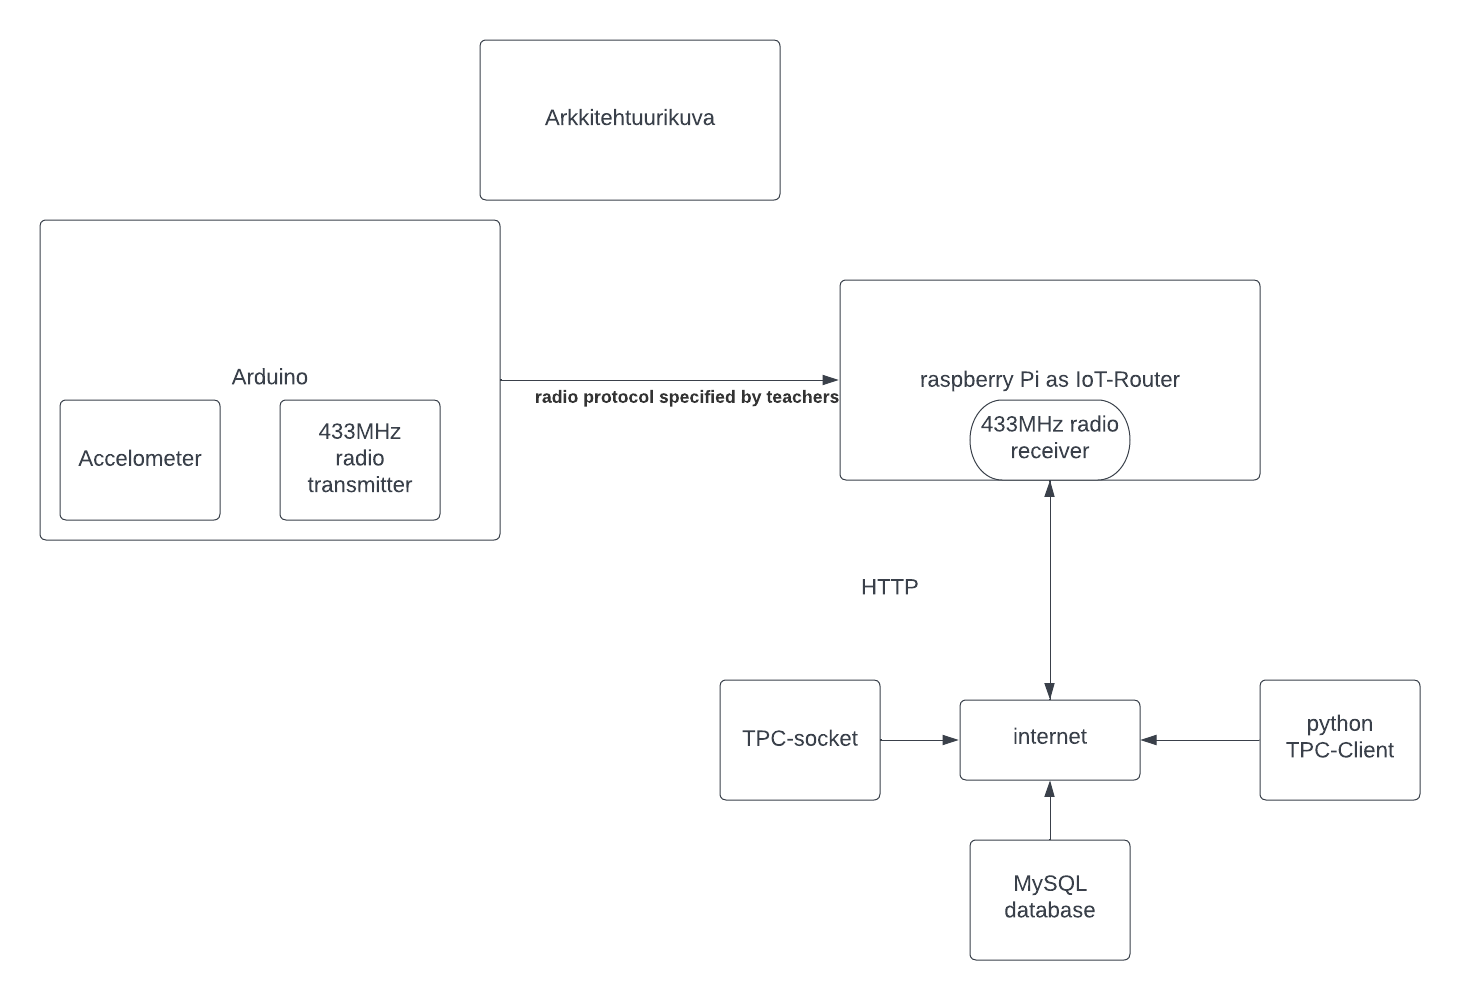 Arkkitehtuurikuva
Arduino
Accelometer
433MHz
radio
transmitter
radio protocol specified by teachers
raspberry Pi as IoT-Router
433MHz radio
receiver
HTTP
TPC-socket
internet
python
TPC-Client
MySQL
database